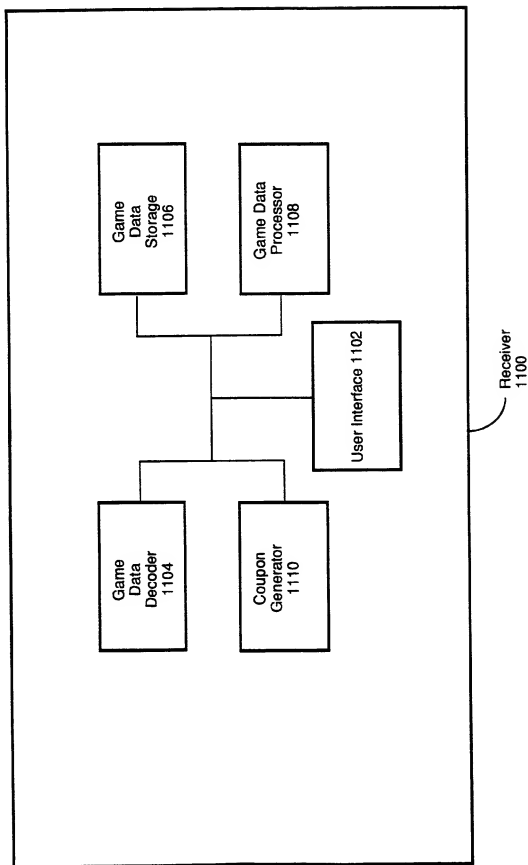 Game
Data
Decoder
1104
Game
Data
Storage
1106
Coupon
Generator
1110
Game Data
Processor
1108
User Interface 1102
Receiver
1100